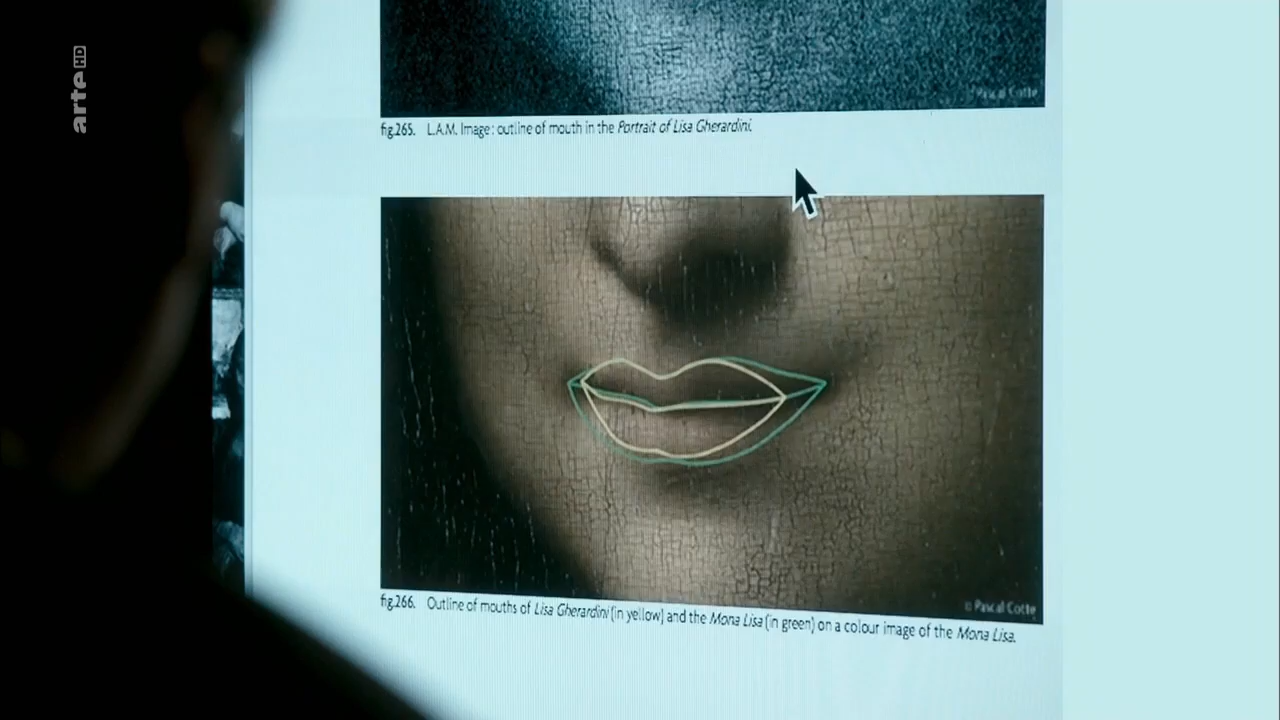 arte HD
Pascal Cotte
fig.265. L.A.M. Image: outline of mouth in the Portrait of Lisa Gherardini.
© Pascal Cotte
fig.266. Outline of mouths of Lisa Gherardini (in yellow) and the Mona Lisa (in green) on a colour image of the Mona Lisa.